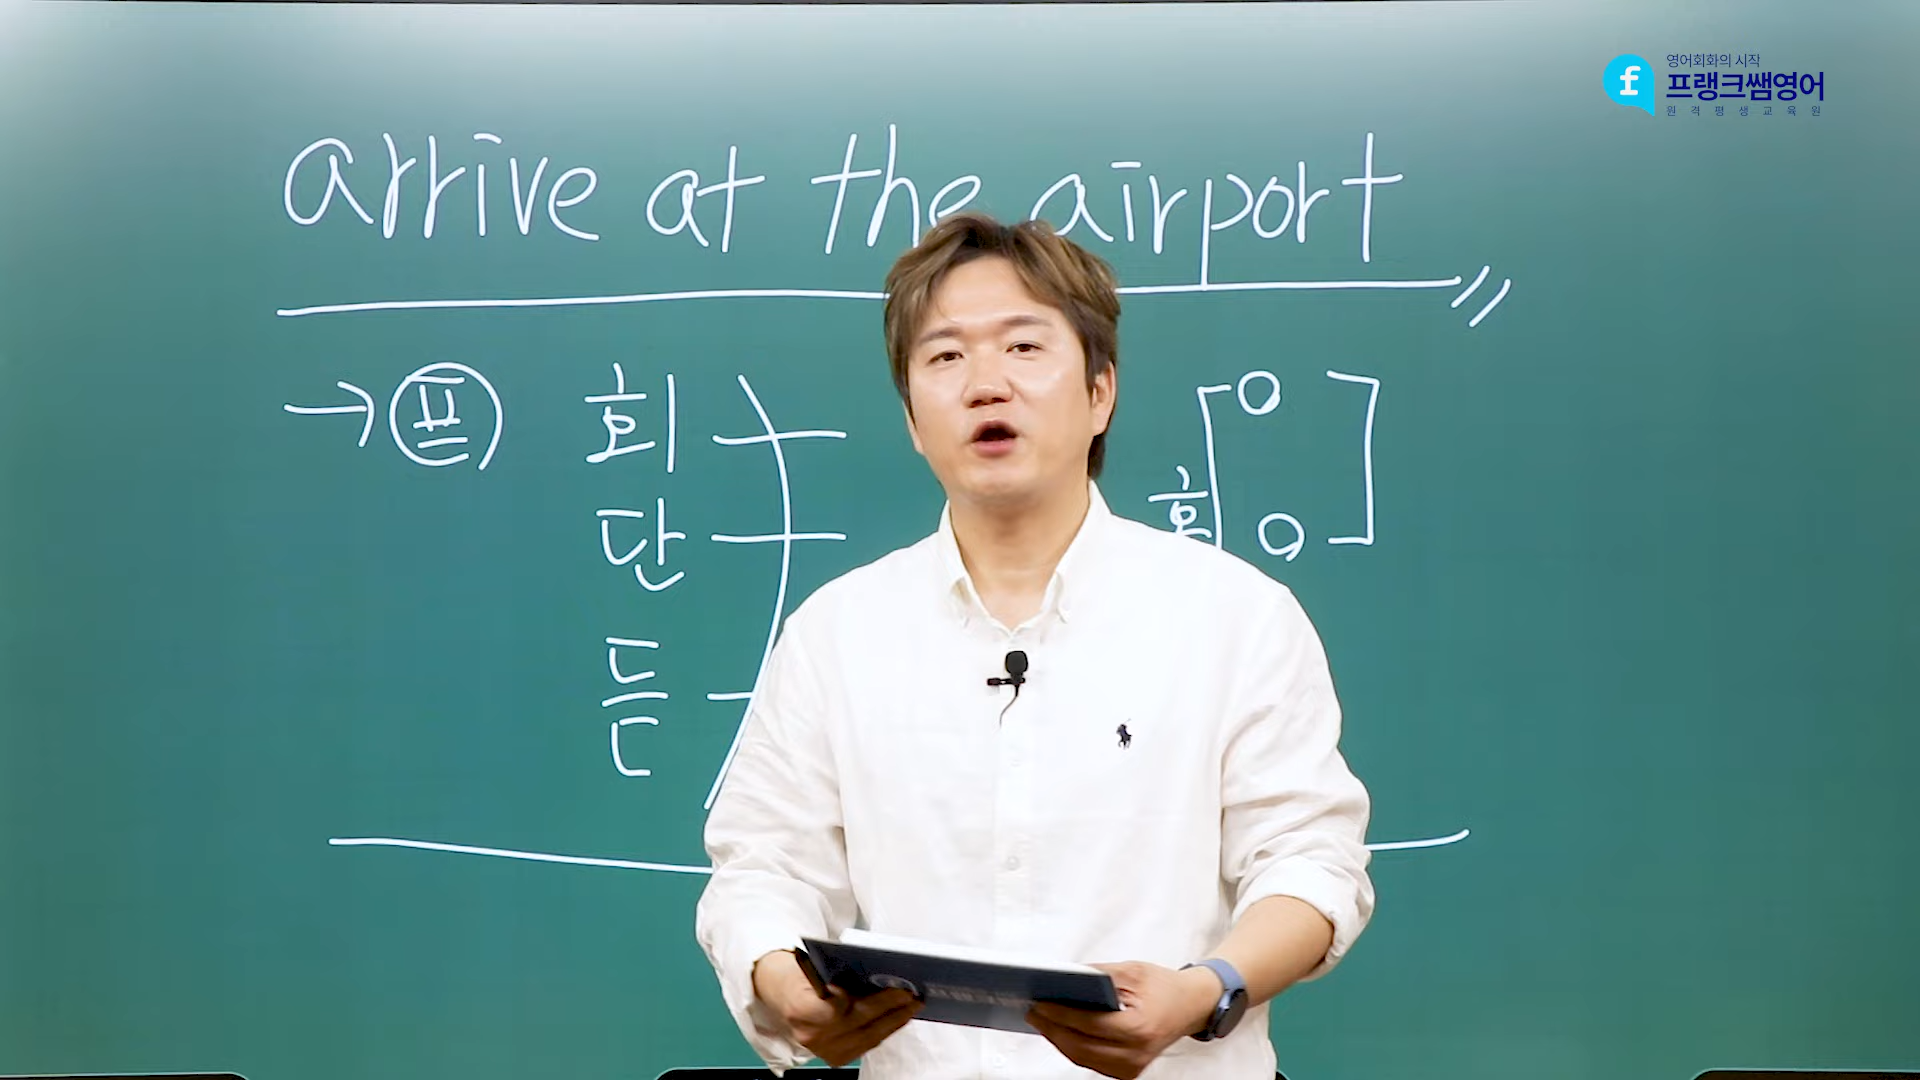 영어회화의 시작
프랭크쌤영어
원격평생교육원
arrive at the airport
→ 프 회
회
단
듣